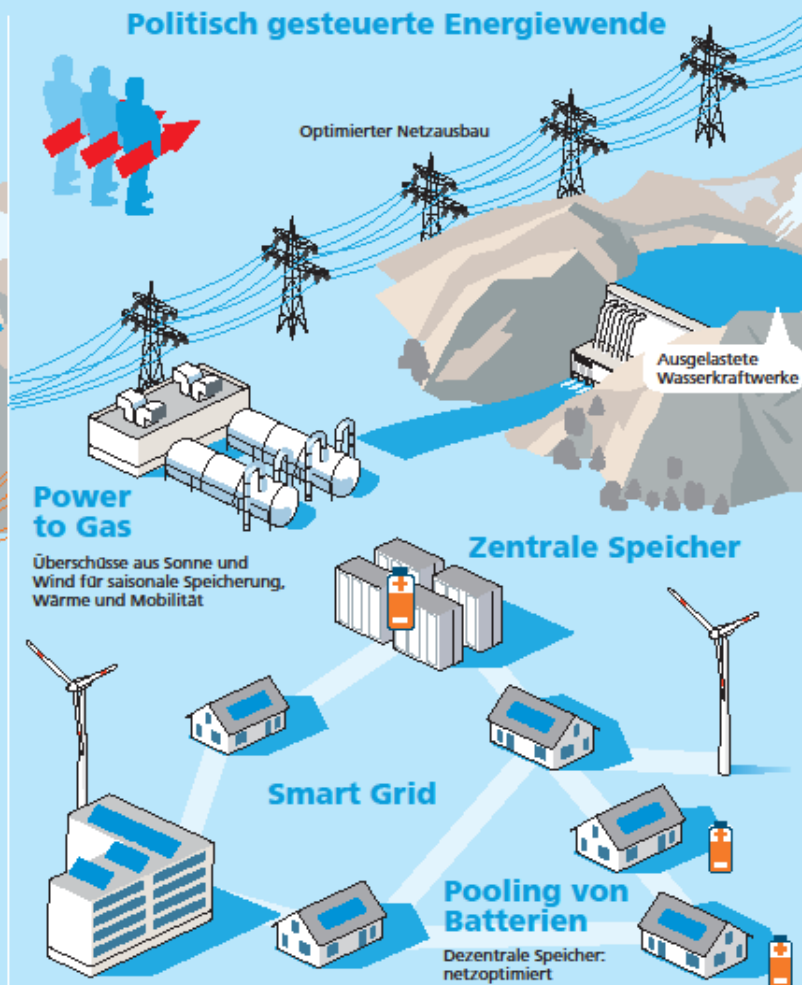 Politisch gesteuerte Energiewende
Optimierter Netzausbau
Ausgelastete
Wasserkraftwerke
Power
to Gas
Überschüsse aus Sonne und
Wind für saisonale Speicherung,
Wärme und Mobilität
Zentrale Speicher
Smart Grid
Pooling von
Batterien
Dezentrale Speicher:
netzoptimiert